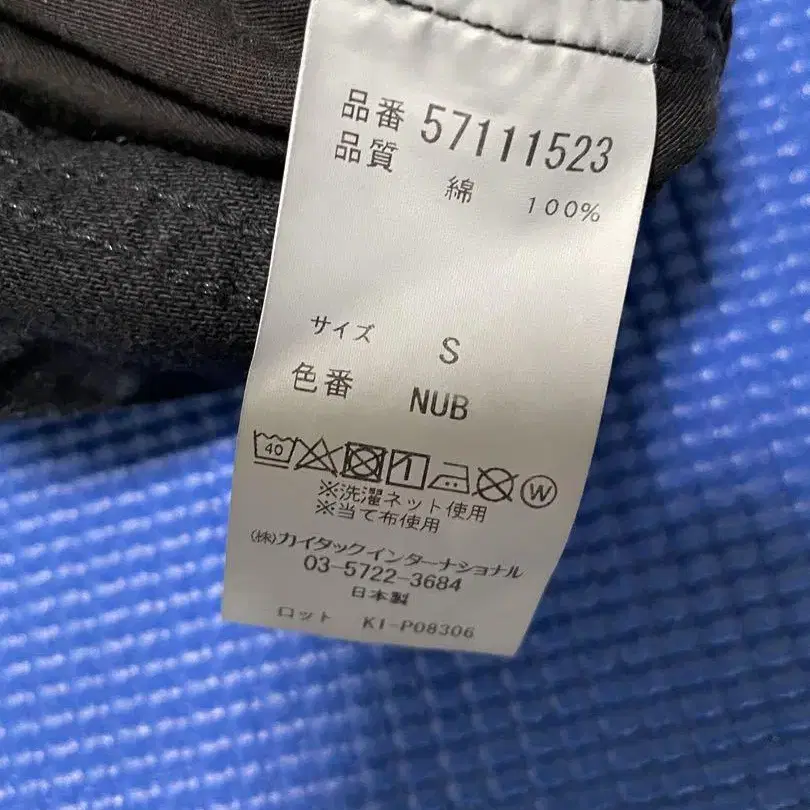 品番 57111523
品質
綿 100%
サイズ S
色番 NUB
40 W
※洗濯ネット使用
※当て布使用
(株)カイタックインターナショナル
03-5722-3684
日本製
ロット KI-P08306